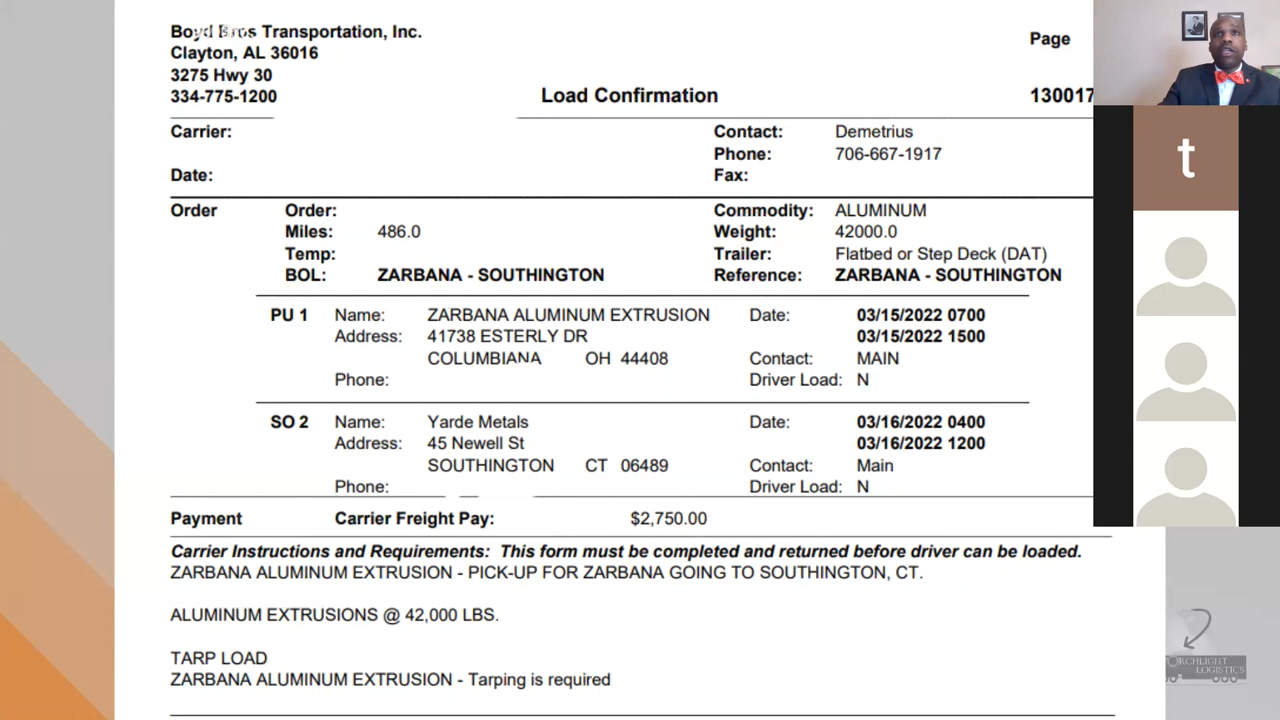 Boyd Bros Transportation, Inc.
Clayton, AL 36016
3275 Hwy 30
334-775-1200
Load Confirmation
Page
130017
Carrier:
Contact: Demetrius
Phone: 706-667-1917
Date:
Fax:
Order Order: Commodity: ALUMINUM
Miles: 486.0 Weight: 42000.0
Temp: Trailer: Flatbed or Step Deck (DAT)
BOL: ZARBANA - SOUTHINGTON Reference: ZARBANA - SOUTHINGTON
PU 1 Name: ZARBANA ALUMINUM EXTRUSION Date: 03/15/2022 0700
Address: 41738 ESTERLY DR 03/15/2022 1500
COLUMBIANA OH 44408 Contact: MAIN
Phone: Driver Load: N
SO 2 Name: Yarde Metals Date: 03/16/2022 0400
Address: 45 Newell St 03/16/2022 1200
SOUTHINGTON CT 06489 Contact: Main
Phone: Driver Load: N
Payment Carrier Freight Pay: $2,750.00
Carrier Instructions and Requirements: This form must be completed and returned before driver can be loaded.
ZARBANA ALUMINUM EXTRUSION - PICK-UP FOR ZARBANA GOING TO SOUTHINGTON, CT.
ALUMINUM EXTRUSIONS @ 42,000 LBS.
TARP LOAD
ZARBANA ALUMINUM EXTRUSION - Tarping is required
t
ORCHLIGHT
LOGISTICS